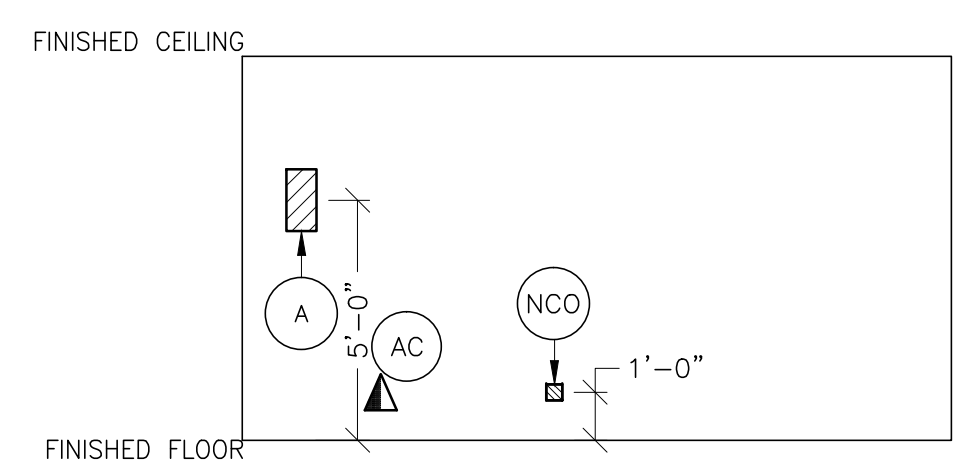 FINISHED CEILING
A
5'-0"
AC
NCO
1'-0"
FINISHED FLOOR